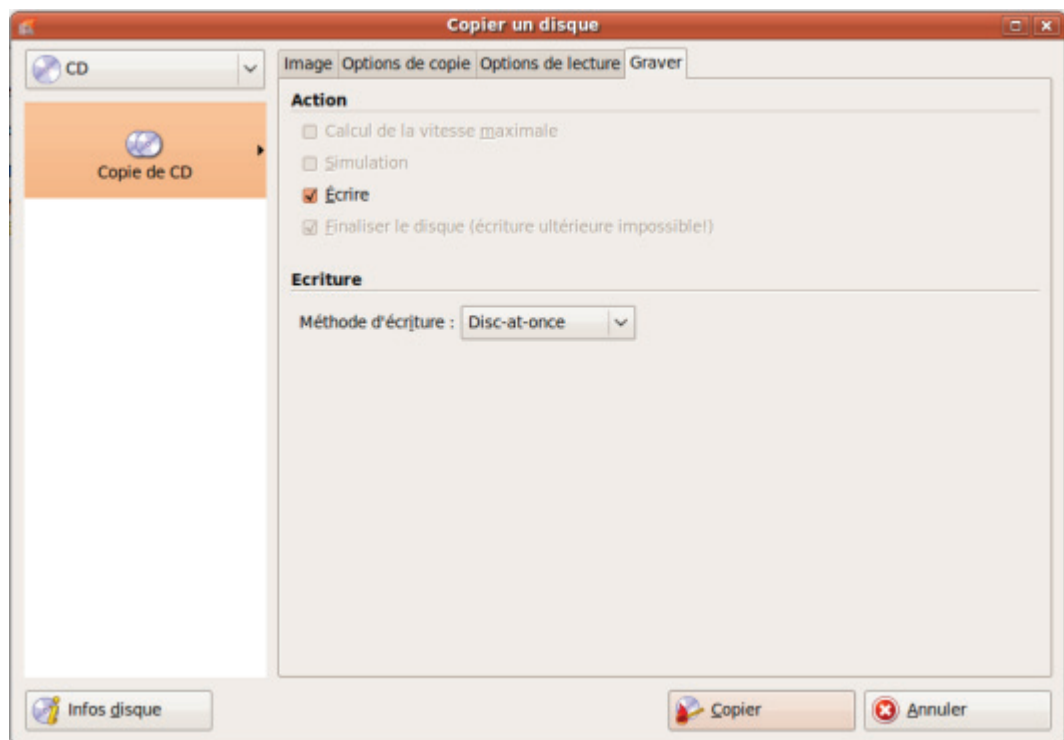 Copier un disque
CD
Copie de CD
Image Options de copie Options de lecture Graver
Action
Calcul de la vitesse maximale
Simulation
Écrire
Finaliser le disque (écriture ultérieure impossible!)
Ecriture
Méthode d'écriture : Disc-at-once
Infos disque
Copier
Annuler